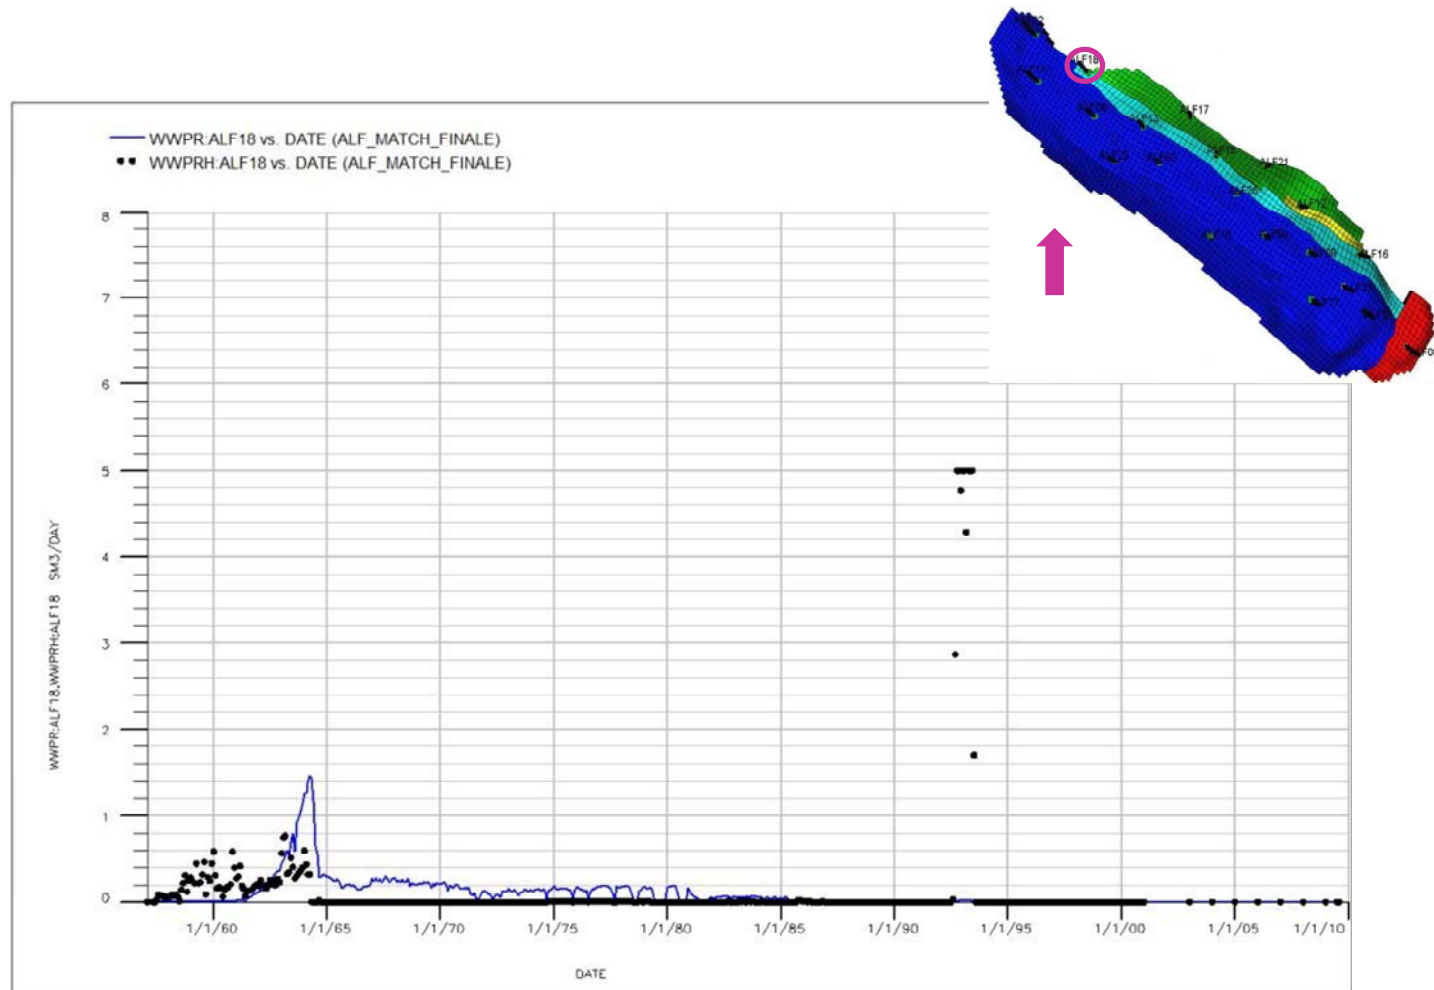 WWPR:ALF18 vs. DATE (ALF_MATCH_FINALE)
WWPRH:ALF18 vs. DATE (ALF_MATCH_FINALE)
ALF18
ALF17
ALF21
ALF12
ALF16
8
7
6
5
4
3
2
1
0
WWPR:ALF18,WWPRH:ALF18 SM3/DAY
1/1/60 1/1/65 1/1/70 1/1/75 1/1/80 1/1/85 1/1/90 1/1/95 1/1/00 1/1/05 1/1/10
DATE